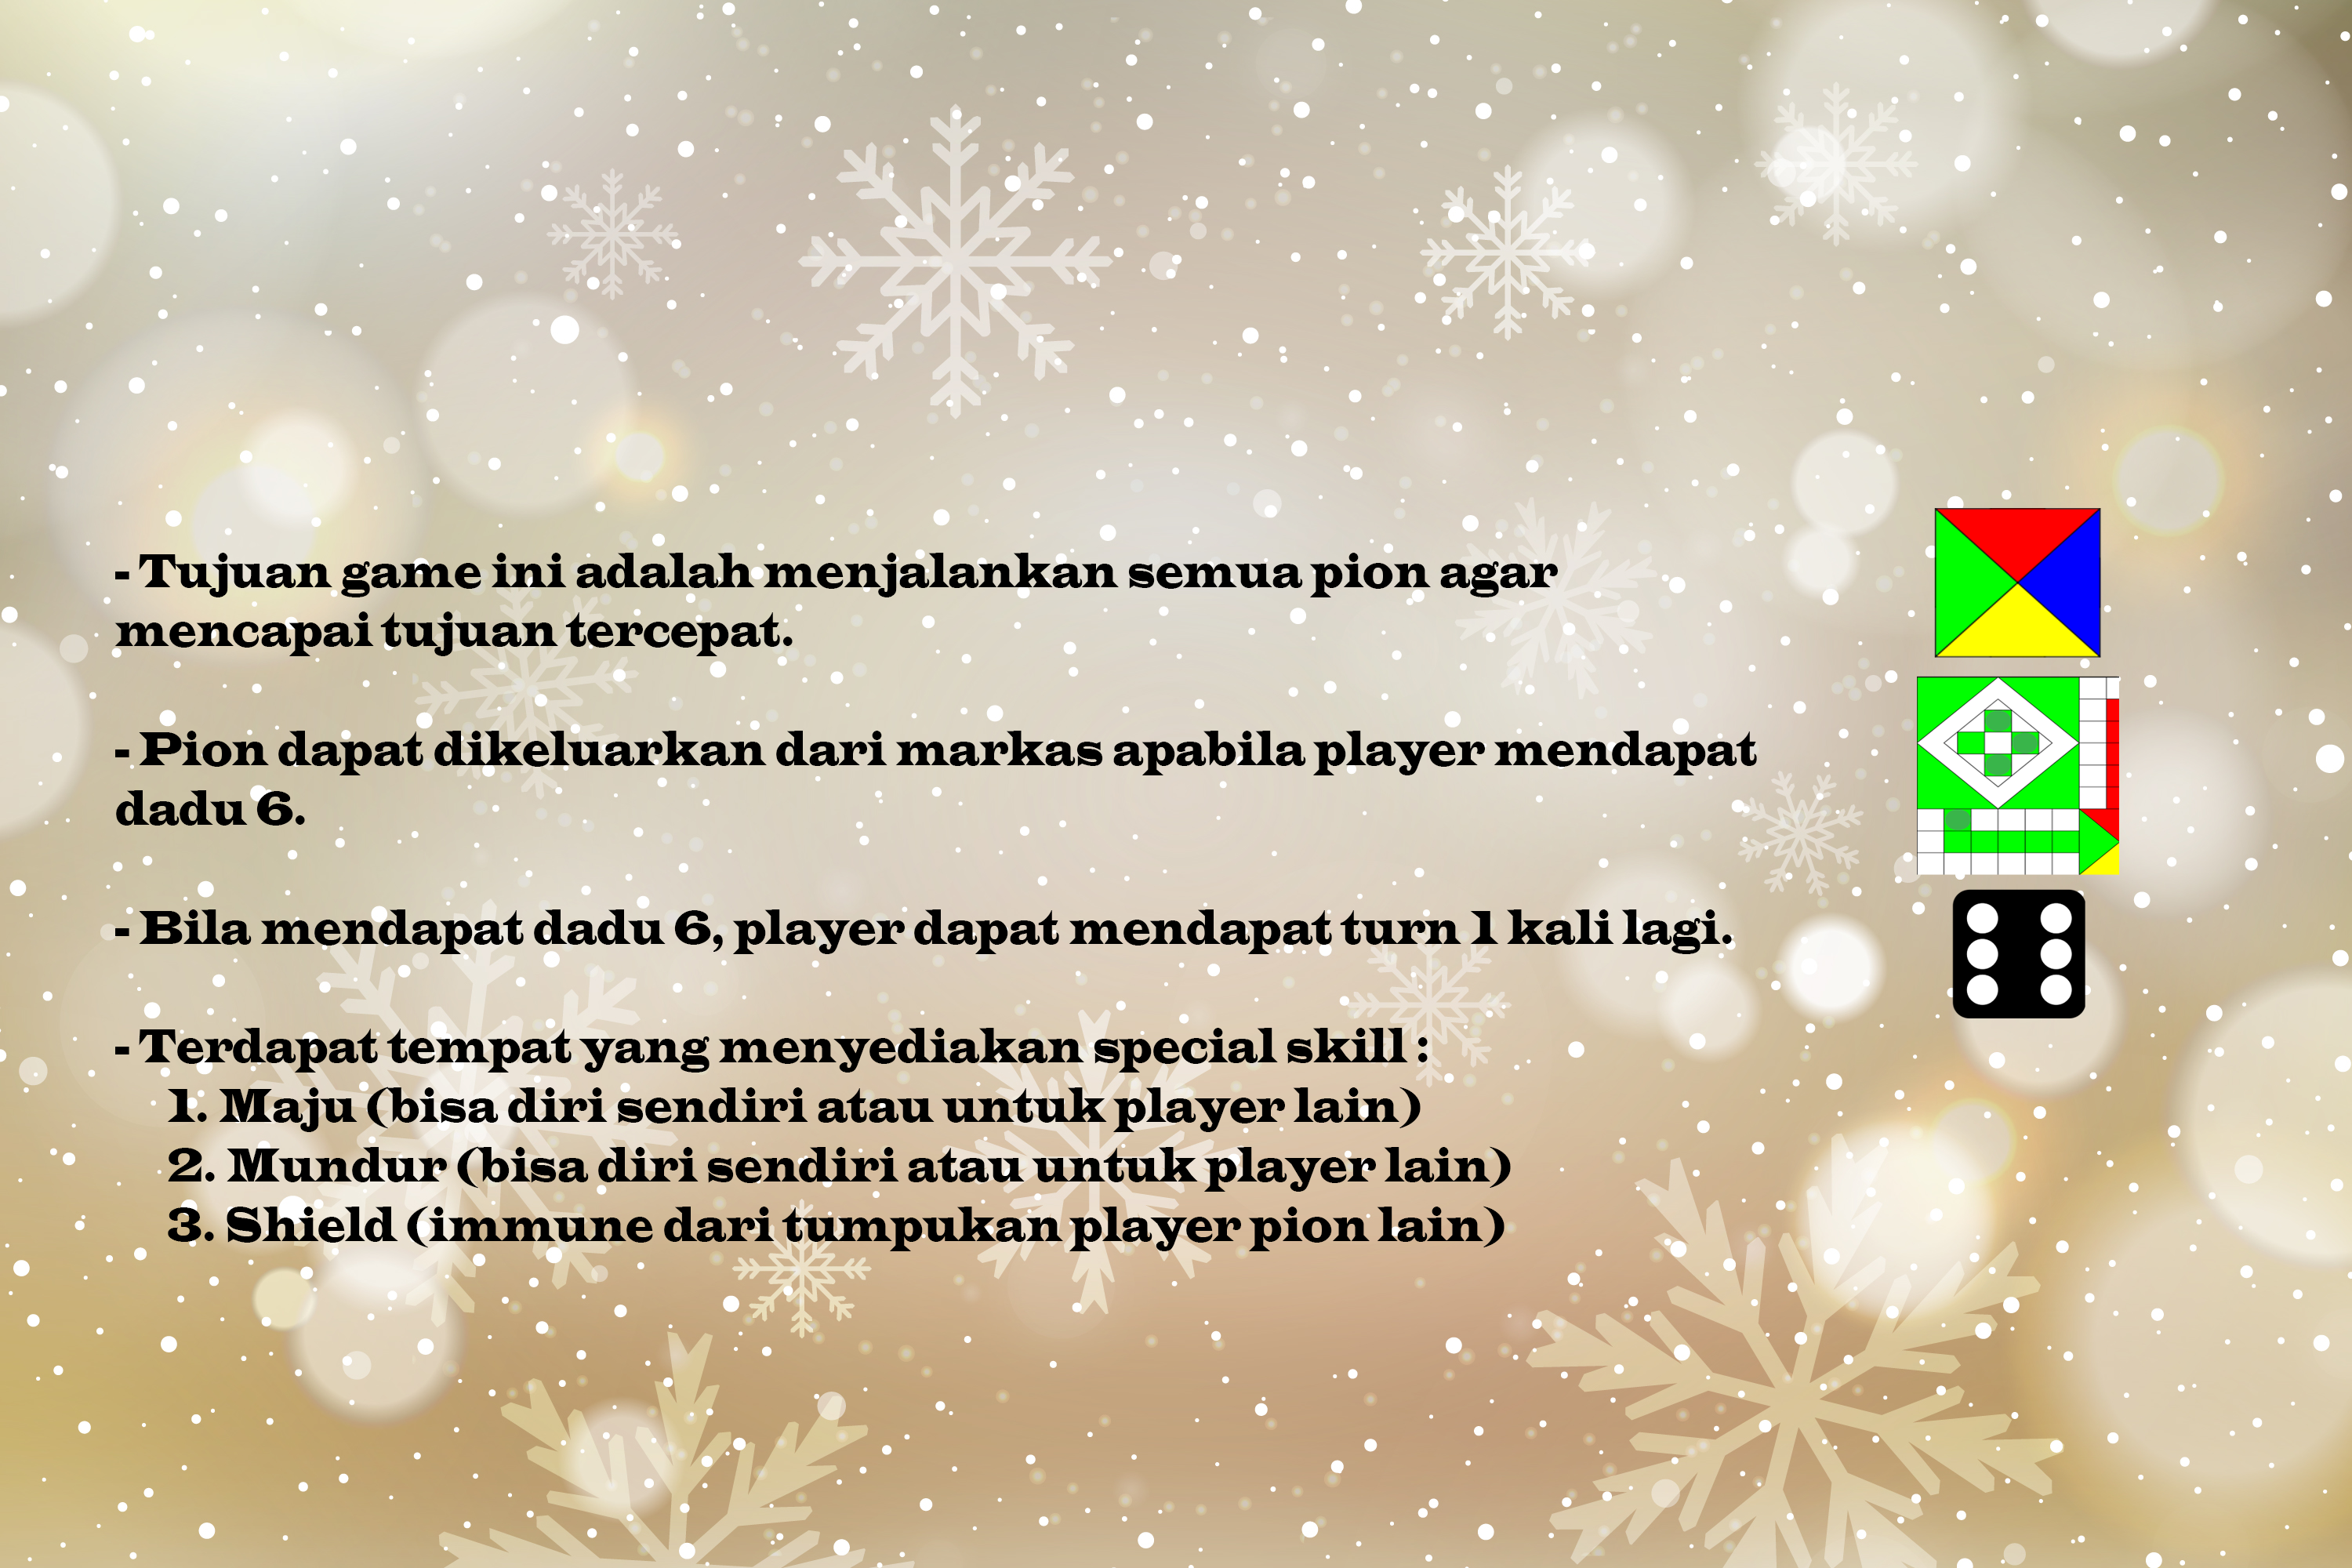 - Tujuan game ini adalah menjalankan semua pion agar
mencapai tujuan tercepat.
- Pion dapat dikeluarkan dari markas apabila player mendapat
dadu 6.
- Bila mendapat dadu 6, player dapat mendapat turn 1 kali lagi.
- Terdapat tempat yang menyediakan special skill :
1. Maju (bisa diri sendiri atau untuk player lain)
2. Mundur (bisa diri sendiri atau untuk player lain)
3. Shield (immune dari tumpukan player pion lain)